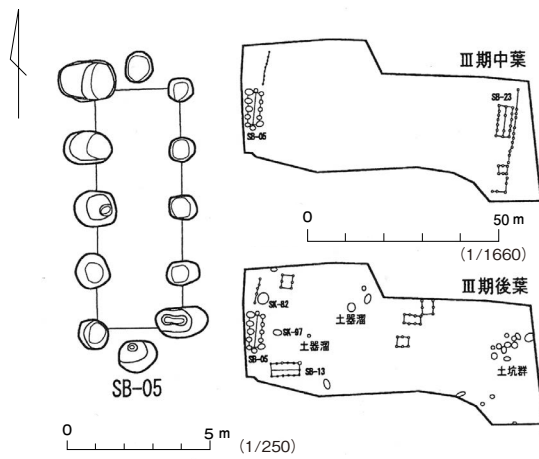 SB-05
0 5 m
(1/250)
Ⅲ期中葉
SB-23
SB-05
0 50 m
(1/1660)
Ⅲ期後葉
SK-82
土器溜
SK-97
土器溜
SB-05
SB-13
土坑群